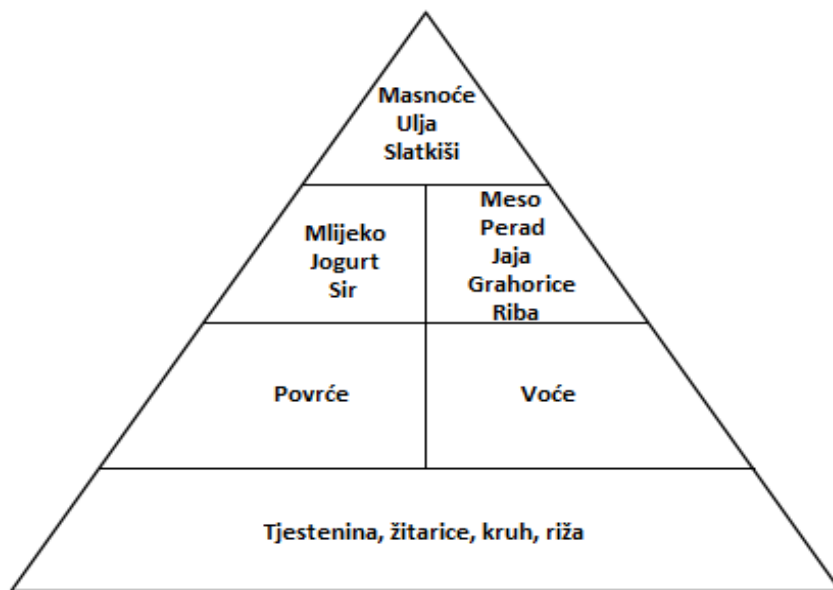 Masnoće
Ulja
Slatkiši
Mlijeko
Jogurt
Sir
Meso
Perad
Jaja
Grahorice
Riba
Povrće
Voće
Tjestenina, žitarice, kruh, riža